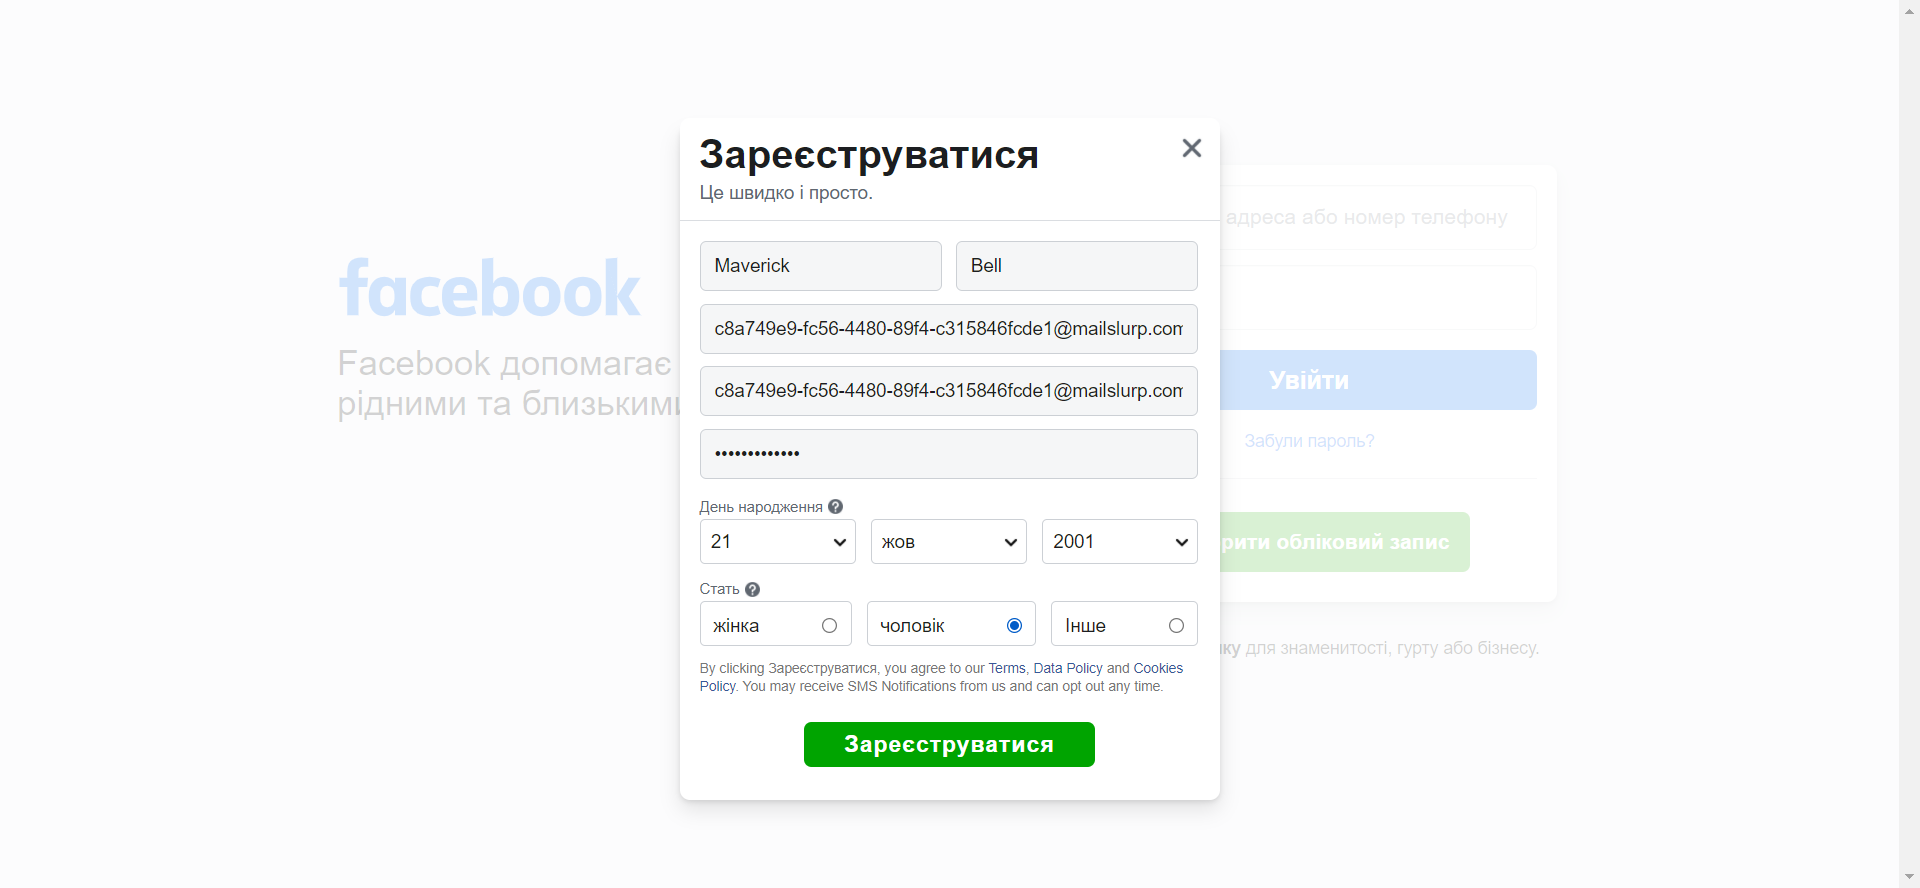 Зареєструватися
Це швидко і просто.
Maverick
Bell
c8a749e9-fc56-4480-89f4-c315846fcde1@mailslurp.com
c8a749e9-fc56-4480-89f4-c315846fcde1@mailslurp.com
•••••••••••••
День народження
21
жов
2001
Стать
жінка
чоловік
Інше
By clicking Зареєструватися, you agree to our Terms, Data Policy and Cookies
Policy. You may receive SMS Notifications from us and can opt out any time.
Зареєструватися
facebook
Facebook допомагає
рідними та близькими
адреса або номер телефону
Увійти
Забули пароль?
обліковий запис
для знаменитості, гурту або бізнесу.